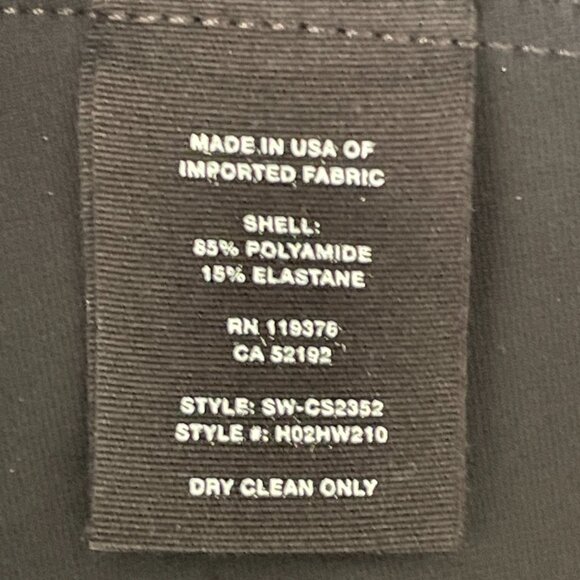 MADE IN USA OF
IMPORTED FABRIC
SHELL:
85% POLYAMIDE
15% ELASTANE
RN 119376
CA 52192
STYLE: SW-CS2352
STYLE #: H02HW210
DRY CLEAN ONLY